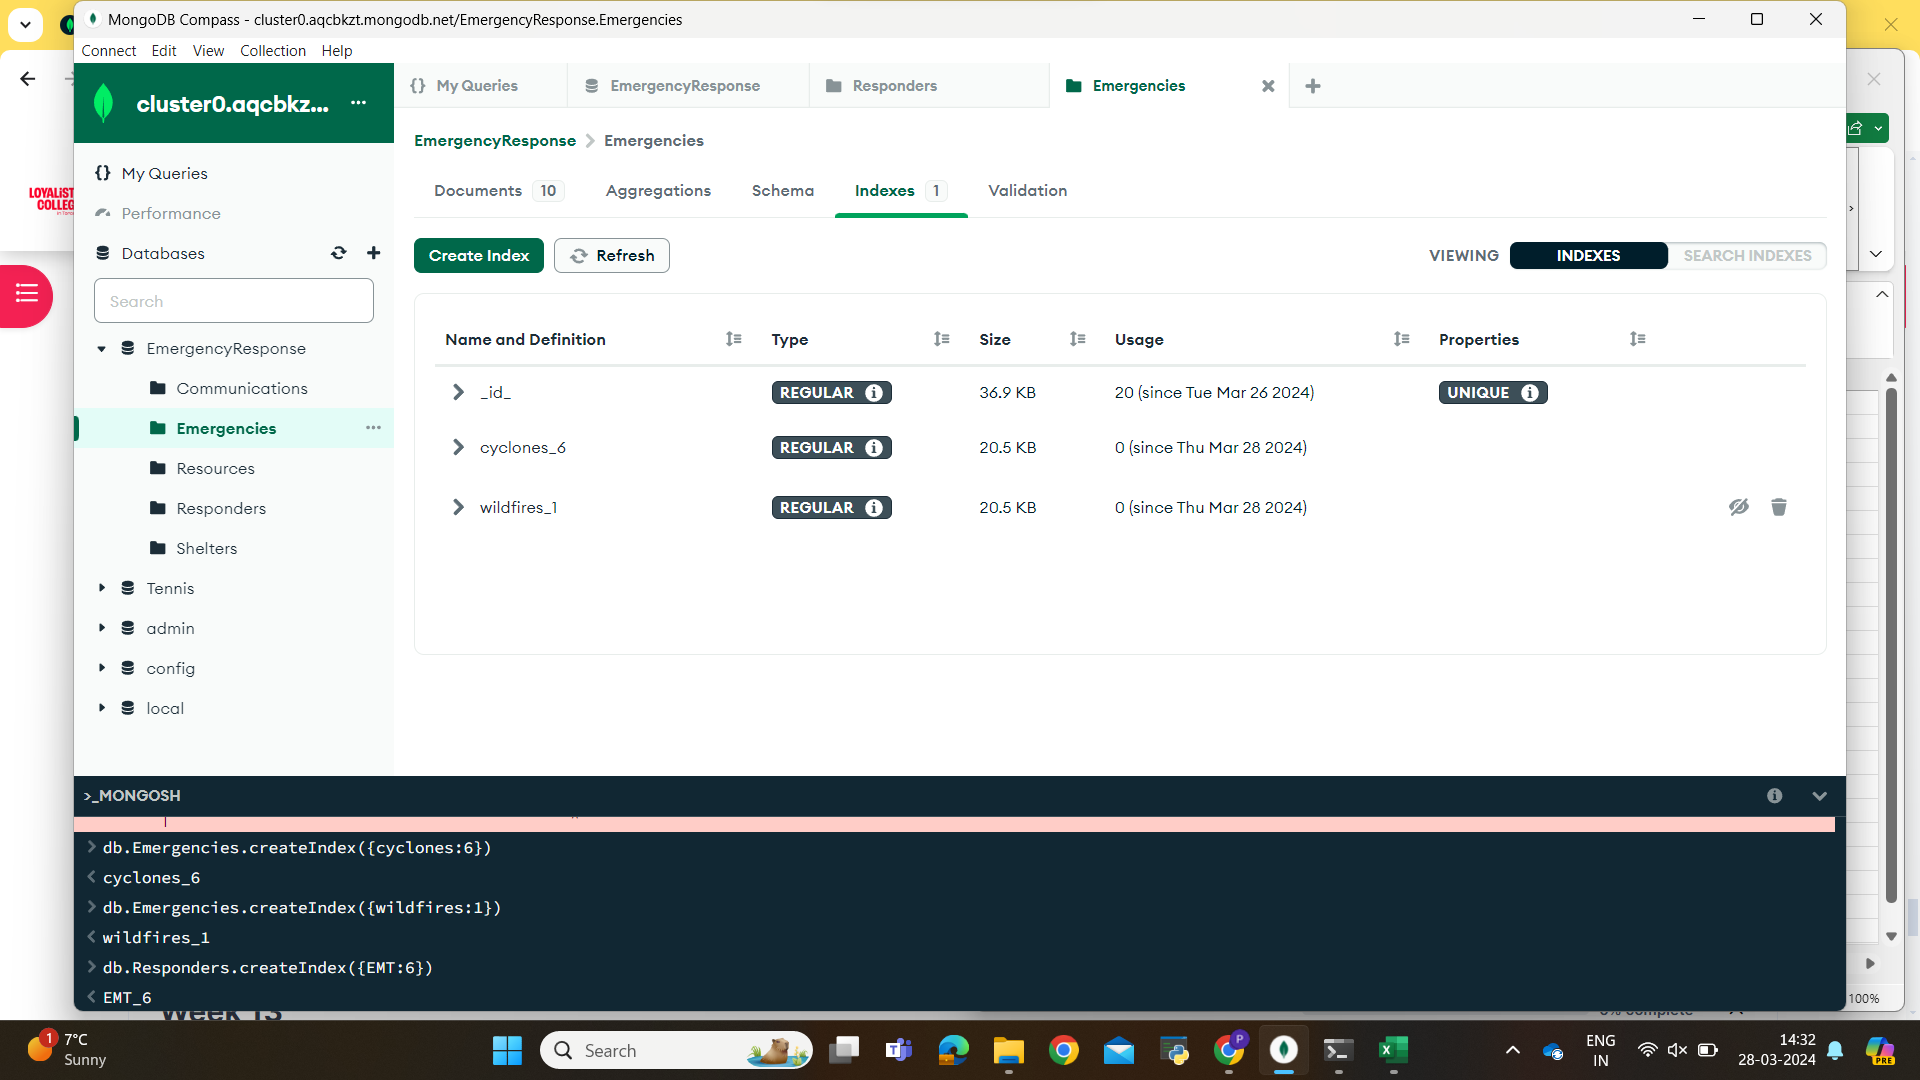 MongoDB Compass - cluster0.aqcbkzt.mongodb.net/EmergencyResponse.Emergencies
Connect Edit View Collection Help
cluster0.aqcbkz...
{} My Queries EmergencyResponse Responders Emergencies
EmergencyResponse > Emergencies
Documents 10 Aggregations Schema Indexes 1 Validation
My Queries
Performance
Databases
Search
EmergencyResponse
Communications
Emergencies
Resources
Responders
Shelters
Tennis
admin
config
local
LOYALIST
COLLEG
Create Index Refresh VIEWING INDEXES SEARCH INDEXES
Name and Definition Type Size Usage Properties
_id_ REGULAR 36.9 KB 20 (since Tue Mar 26 2024) UNIQUE
cyclones_6 REGULAR 20.5 KB 0 (since Thu Mar 28 2024)
wildfires_1 REGULAR 20.5 KB 0 (since Thu Mar 28 2024)
>_MONGOSH
> db.Emergencies.createIndex({cyclones:6})
< cyclones_6
> db.Emergencies.createIndex({wildfires:1})
< wildfires_1
> db.Responders.createIndex({EMT:6})
< EMT_6
Week 13
100%
1 7°C
Sunny
Search
P
ENG
IN
14:32
28-03-2024
PRE